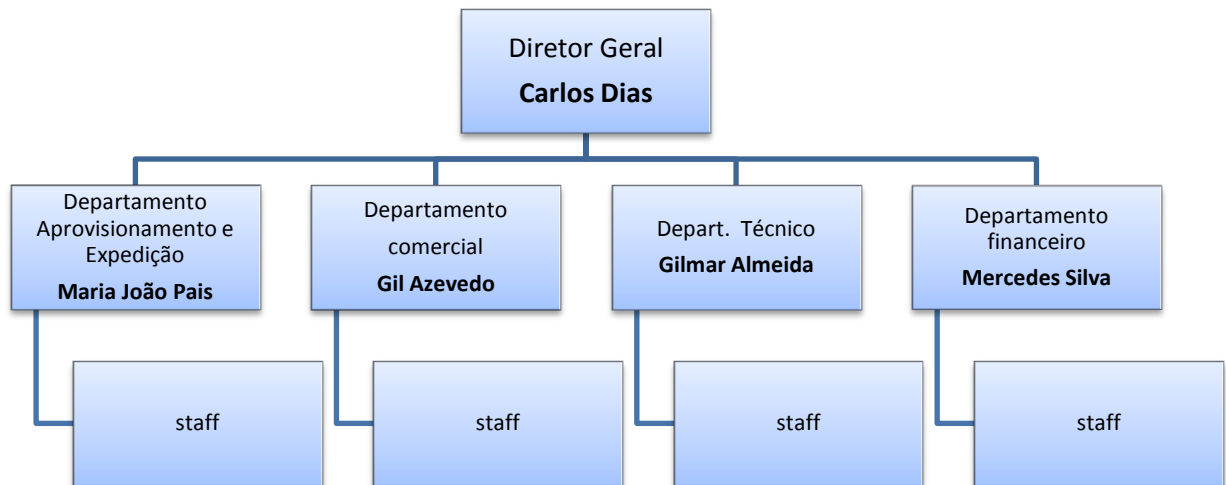 Diretor Geral
Carlos Dias
Departamento
Aprovisionamento e
Expedição
Maria João Pais
Departamento
comercial
Gil Azevedo
Depart. Técnico
Gilmar Almeida
Departamento
financeiro
Mercedes Silva
staff
staff
staff
staff